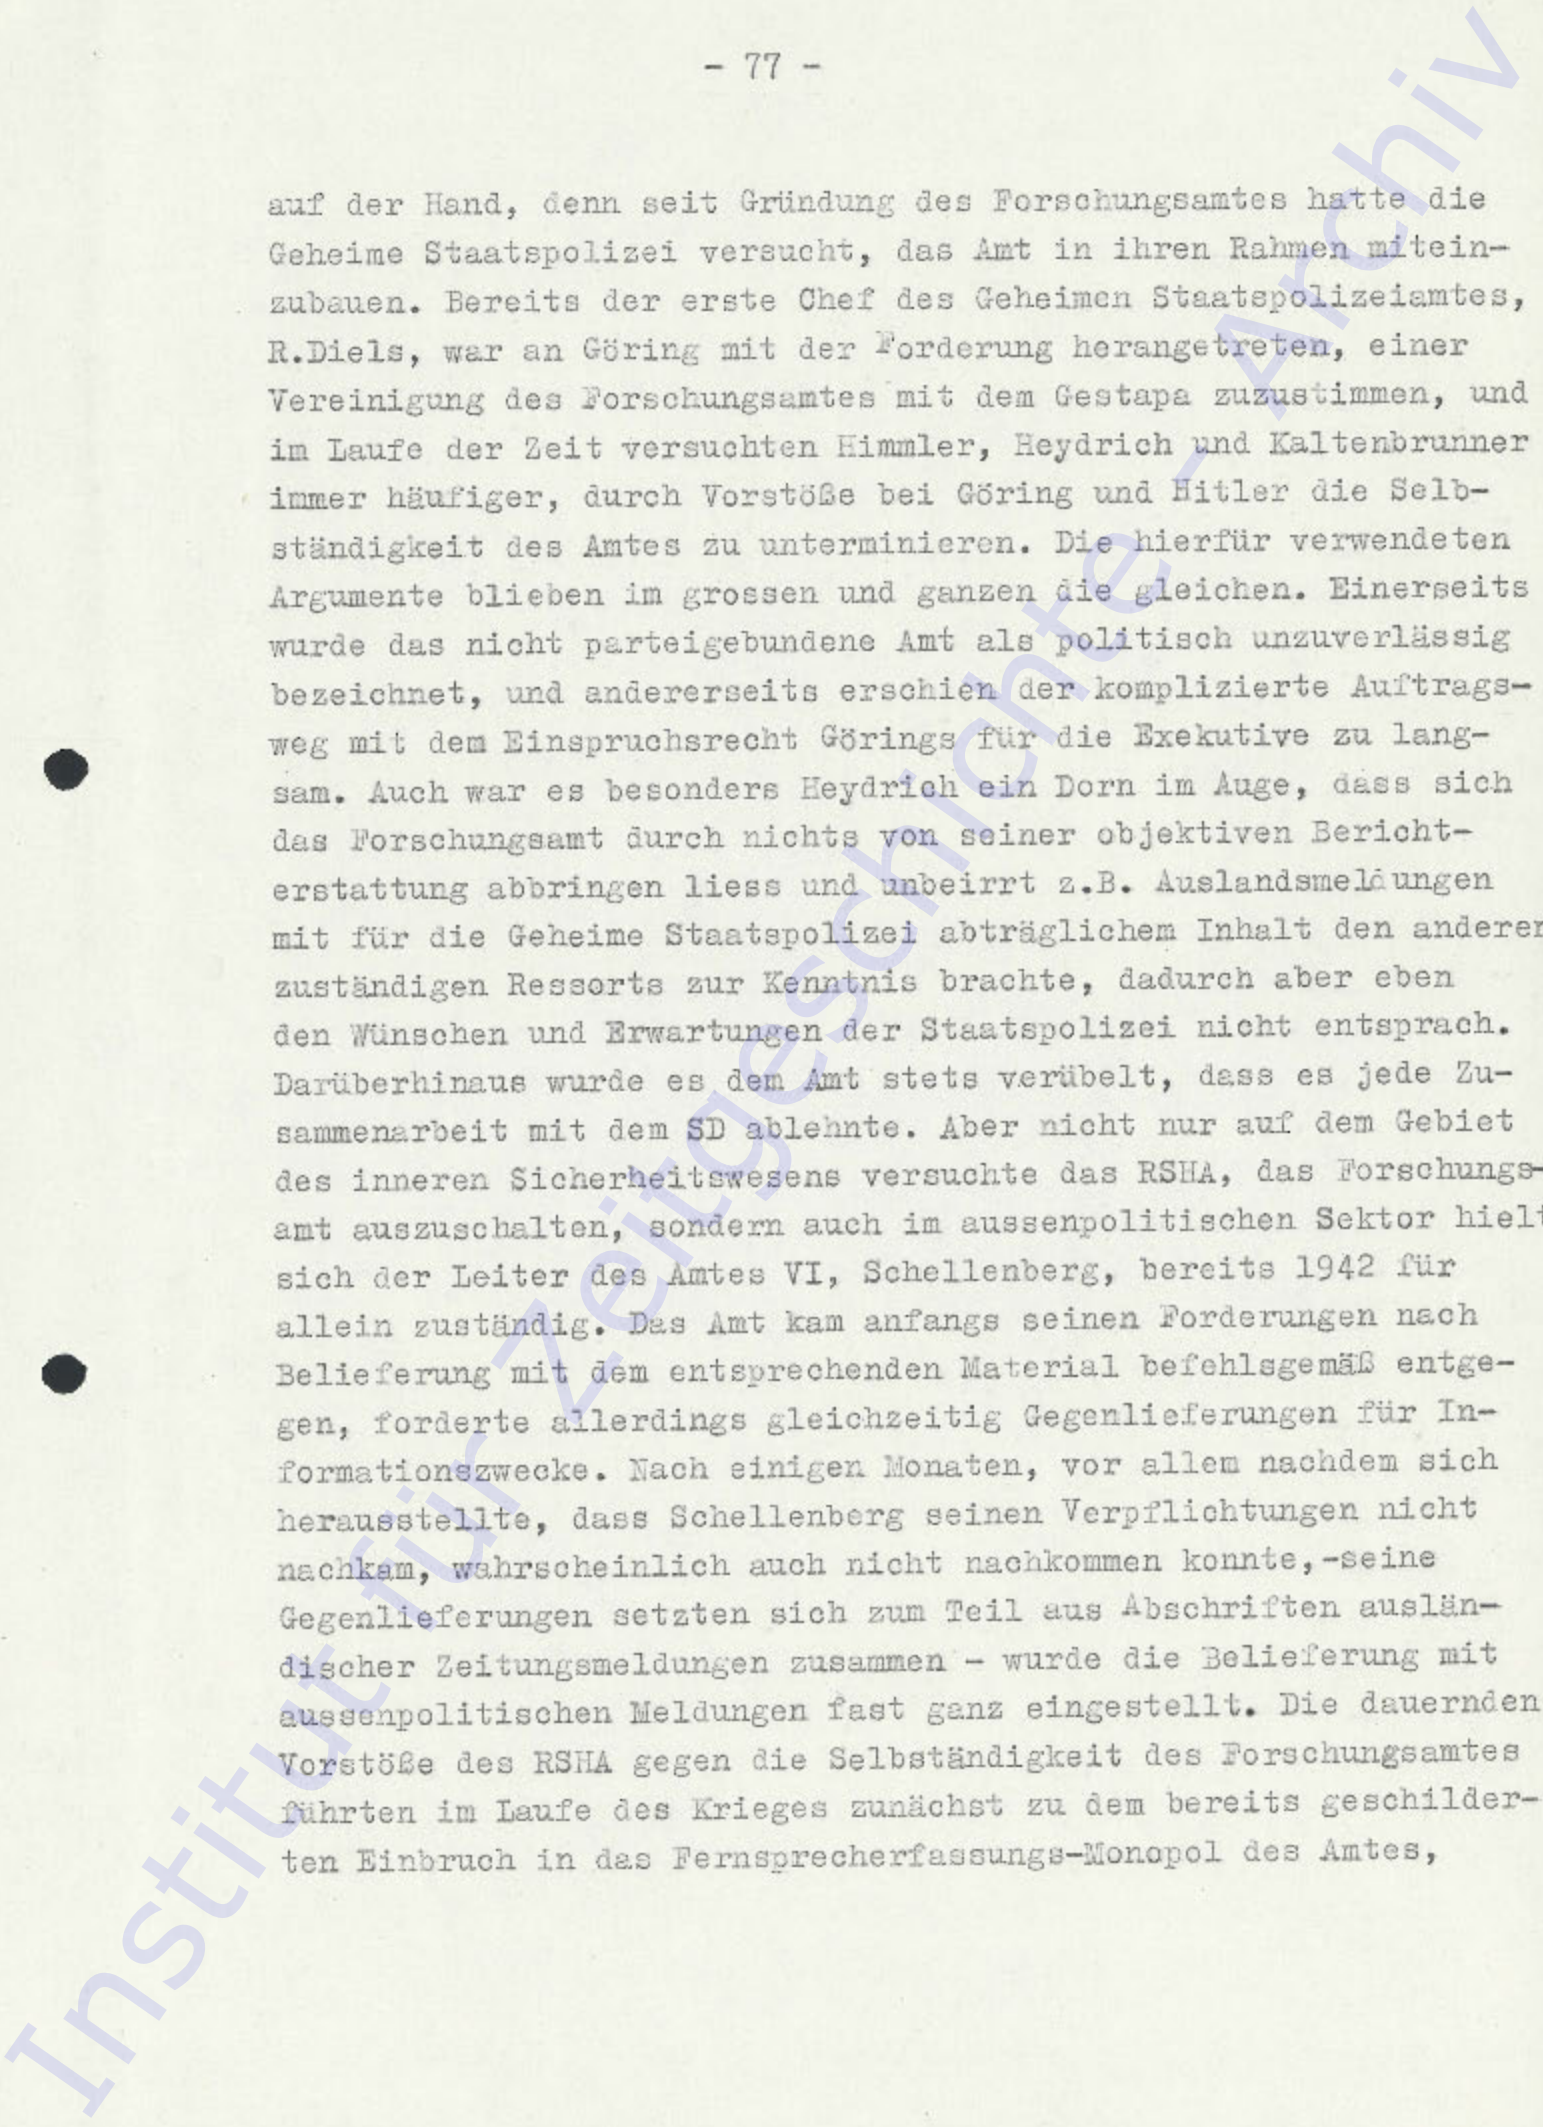 - 77 -
auf der Hand, denn seit Gründung des Forschungsamtes hatte die
Geheime Staatspolizei versucht, das Amt in ihren Rahmen mitein-
zubauen. Bereits der erste Chef des Geheimen Staatspolizeiamtes,
R.Diels, war an Göring mit der Forderung herangetreten, einer
Vereinigung des Forschungsamtes mit dem Gestapa zuzustimmen, und
im Laufe der Zeit versuchten Himmler, Heydrich und Kaltenbrunner
immer häufiger, durch Vorstöße bei Göring und Hitler die Selb-
ständigkeit des Amtes zu unterminieren. Die hierfür verwendeten
Argumente blieben im grossen und ganzen die gleichen. Einerseits
wurde das nicht parteigebundene Amt als politisch unzuverlässig
bezeichnet, und andererseits erschien der komplizierte Auftrags-
weg mit dem Einspruchsrecht Görings für die Exekutive zu lang-
sam. Auch war es besonders Heydrich ein Dorn im Auge, dass sich
das Forschungsamt durch nichts von seiner objektiven Bericht-
erstattung abbringen liess und unbeirrt z.B. Auslandsmeldungen
mit für die Geheime Staatspolizei abträglichem Inhalt den anderen
zuständigen Ressorts zur Kenntnis brachte, dadurch aber eben
den Wünschen und Erwartungen der Staatspolizei nicht entsprach.
Darüberhinaus wurde es dem Amt stets verübelt, dass es jede Zu-
sammenarbeit mit dem SD ablehnte. Aber nicht nur auf dem Gebiet
des inneren Sicherheitswesens versuchte das RSHA, das Forschungs-
amt auszuschalten, sondern auch im aussenpolitischen Sektor hielt
sich der Leiter des Amtes VI, Schellenberg, bereits 1942 für
allein zuständig. Das Amt kam anfangs seinen Forderungen nach
Belieferung mit dem entsprechenden Material befehlsgemäß entge-
gen, forderte allerdings gleichzeitig Gegenlieferungen für In-
formationszwecke. Nach einigen Monaten, vor allem nachdem sich
herausstellte, dass Schellenberg seinen Verpflichtungen nicht
nachkam, wahrscheinlich auch nicht nachkommen konnte,-seine
Gegenlieferungen setzten sich zum Teil aus Abschriften auslän-
discher Zeitungsmeldungen zusammen - wurde die Belieferung mit
aussenpolitischen Meldungen fast ganz eingestellt. Die dauernden
Vorstöße des RSHA gegen die Selbständigkeit des Forschungsamtes
führten im Laufe des Krieges zunächst zu dem bereits geschilder-
ten Einbruch in das Fernsprecherfassungs-Monopol des Amtes,
Institut für Zeitgeschichte - Archiv